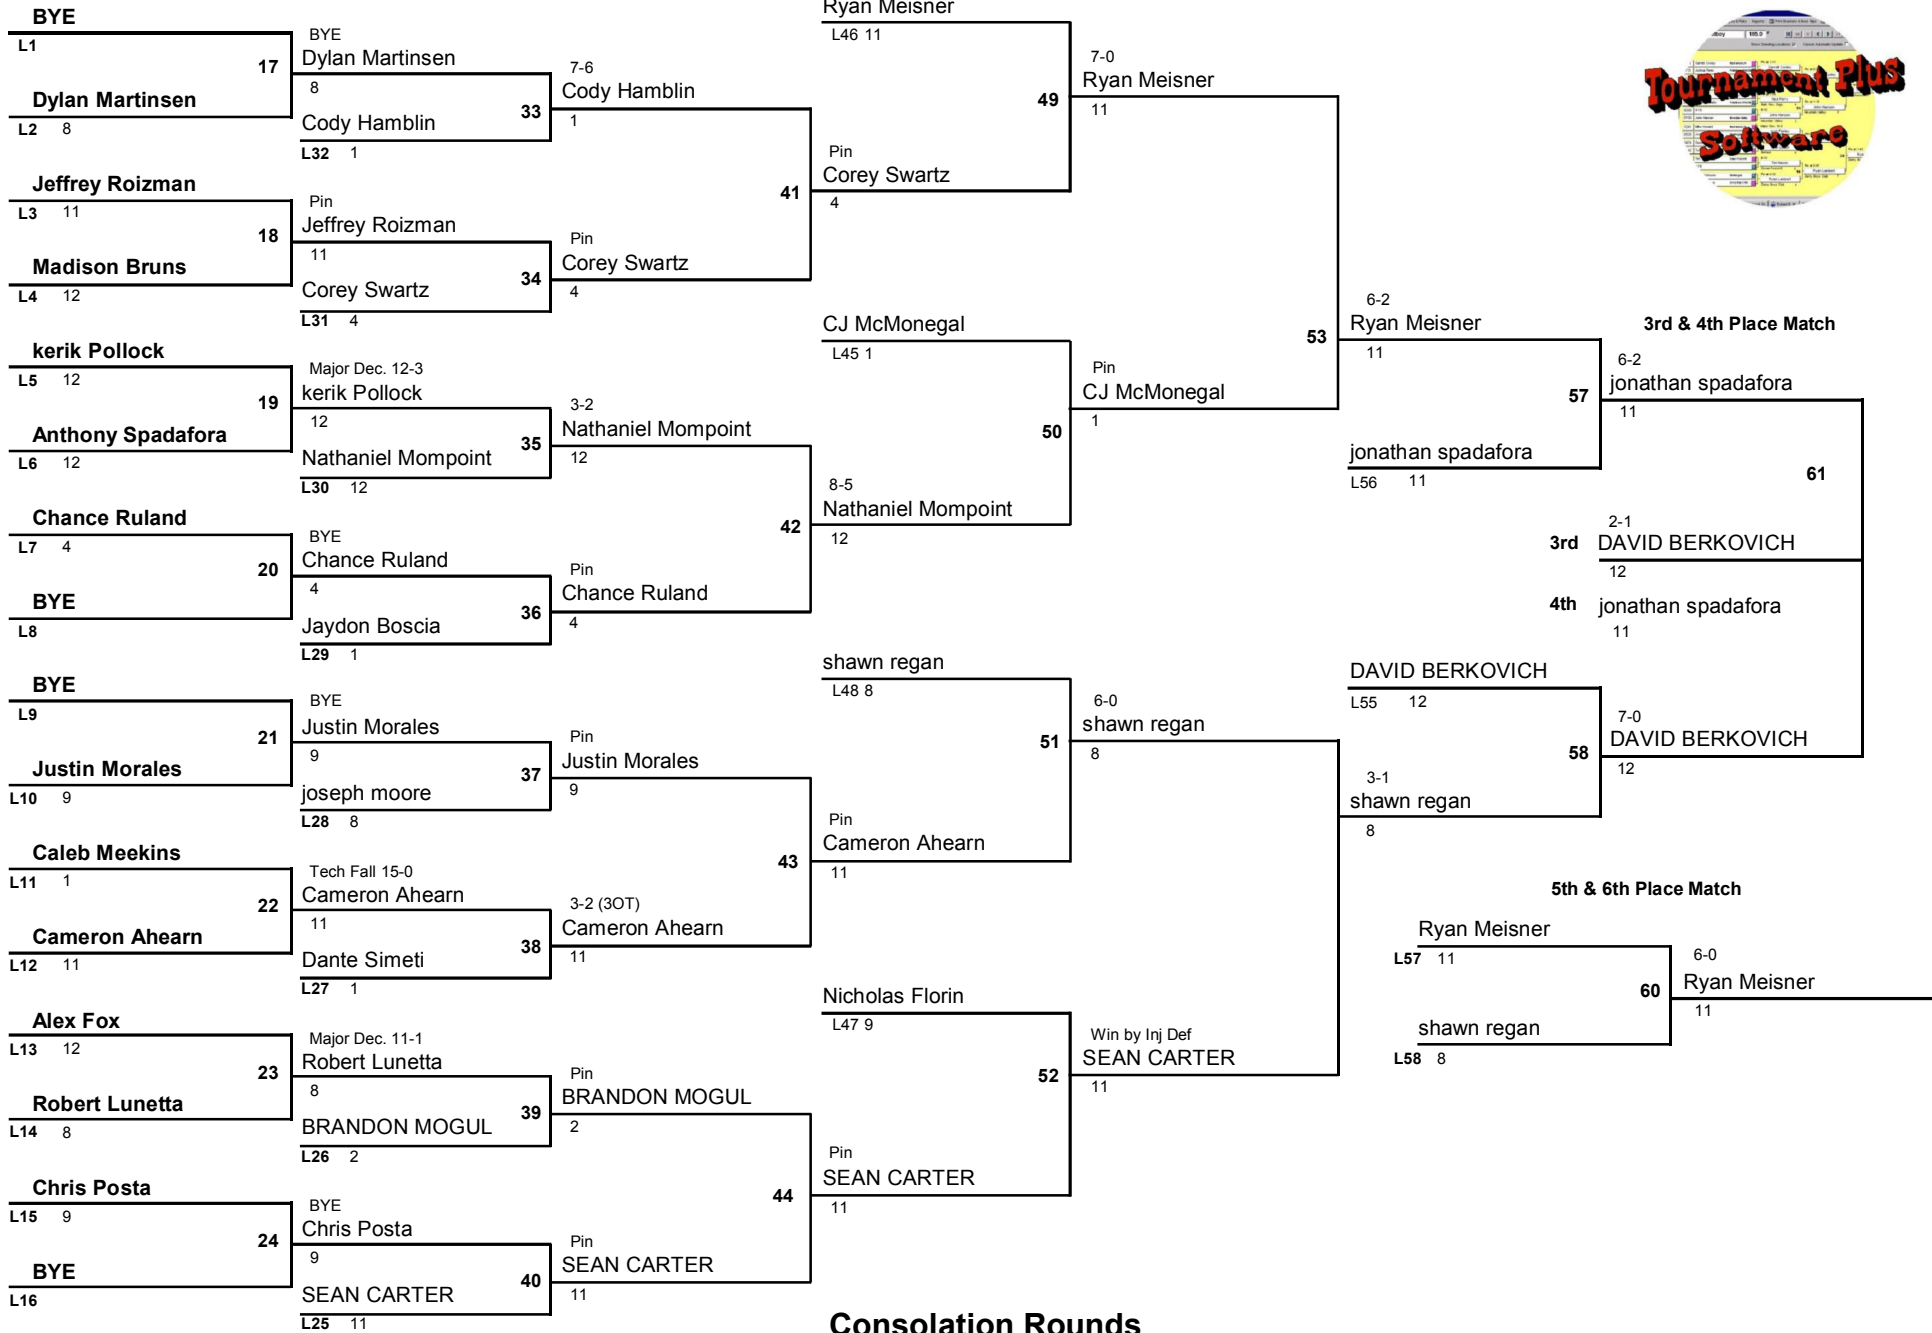 BYE
L1
17
Dylan Martinsen
L2 8
Jeffrey Roizman
L3 11
18
Madison Bruns
L4 12
kerik Pollock
L5 12
19
Anthony Spadafora
L6 12
Chance Ruland
L7 4
20
BYE
L8
BYE
L9
21
Justin Morales
L10 9
Caleb Meekins
L11 1
22
Cameron Ahearn
L12 11
Alex Fox
L13 12
23
Robert Lunetta
L14 8
Chris Posta
L15 9
24
BYE
L16
BYE
Dylan Martinsen
8
33
Cody Hamblin
L32 1
Pin
Jeffrey Roizman
11
34
Corey Swartz
L31 4
Major Dec. 12-3
kerik Pollock
12
35
Nathaniel Mompoint
L30 12
BYE
Chance Ruland
4
36
Jaydon Boscia
L29 1
BYE
Justin Morales
9
37
joseph moore
L28 8
Tech Fall 15-0
Cameron Ahearn
11
38
Dante Simeti
L27 1
Major Dec. 11-1
Robert Lunetta
8
39
BRANDON MOGUL
L26 2
BYE
Chris Posta
9
40
SEAN CARTER
L25 11
7-6
Cody Hamblin
1
41
Pin
Corey Swartz
4
3-2
Nathaniel Mompoint
12
42
Pin
Chance Ruland
4
Pin
Justin Morales
9
43
3-2 (3OT)
Cameron Ahearn
11
Pin
BRANDON MOGUL
2
44
Pin
SEAN CARTER
11
Ryan Meisner
L46 11
49
Pin
Corey Swartz
4
CJ McMonegal
L45 1
50
8-5
Nathaniel Mompoint
12
shawn regan
L48 8
51
Pin
Cameron Ahearn
11
Nicholas Florin
L47 9
52
Pin
SEAN CARTER
11
7-0
Ryan Meisner
11
53
Pin
CJ McMonegal
1
6-0
shawn regan
8
Win by Inj Def
SEAN CARTER
11
6-2
Ryan Meisner
11
57
jonathan spadafora
L56 11
DAVID BERKOVICH
L55 12
58
3-1
shawn regan
8
Tournament Plus
Software
3rd & 4th Place Match
6-2
jonathan spadafora
11
61
2-1
3rd DAVID BERKOVICH
12
4th jonathan spadafora
11
7-0
DAVID BERKOVICH
12
5th & 6th Place Match
Ryan Meisner
L57 11
60
shawn regan
L58 8
6-0
Ryan Meisner
11
Consolation Rounds